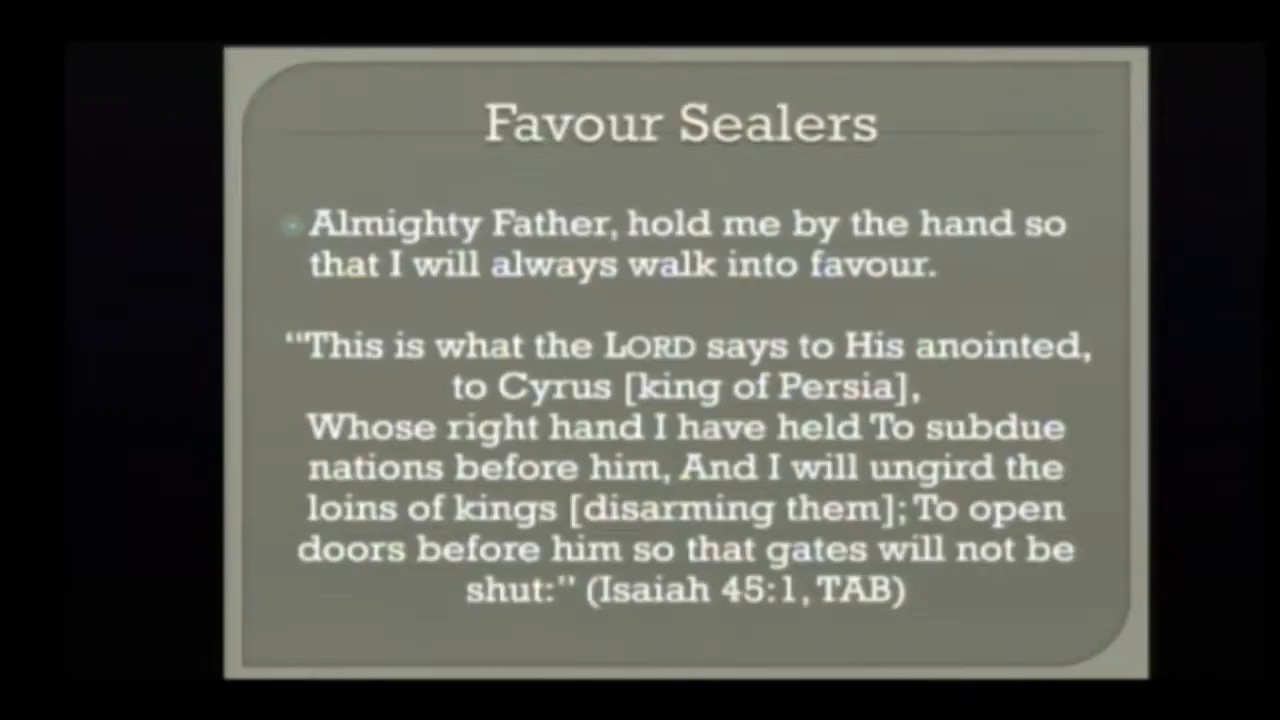 Favour Sealers
Almighty Father, hold me by the hand so
that I will always walk into favour.
“This is what the LORD says to His anointed,
to Cyrus [king of Persia],
Whose right hand I have held To subdue
nations before him, And I will ungird the
loins of kings [disarming them]; To open
doors before him so that gates will not be
shut:” (Isaiah 45:1, TAB)